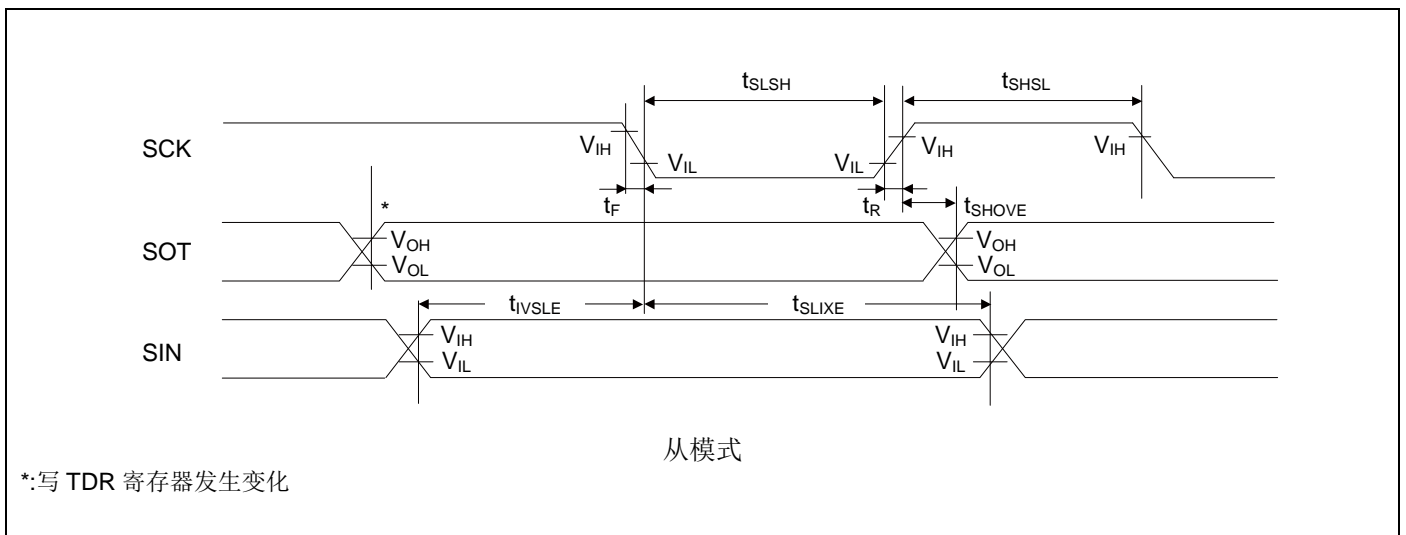 tSLSH tSHSL
SCK VIH VIL VIL VIH VIH
tF tR tSHOVE
*
SOT VOH VOH
VOL VOL
tIVSLE tSLIXE
SIN VIH VIH
VIL VIL
从模式
*:写 TDR 寄存器发生变化